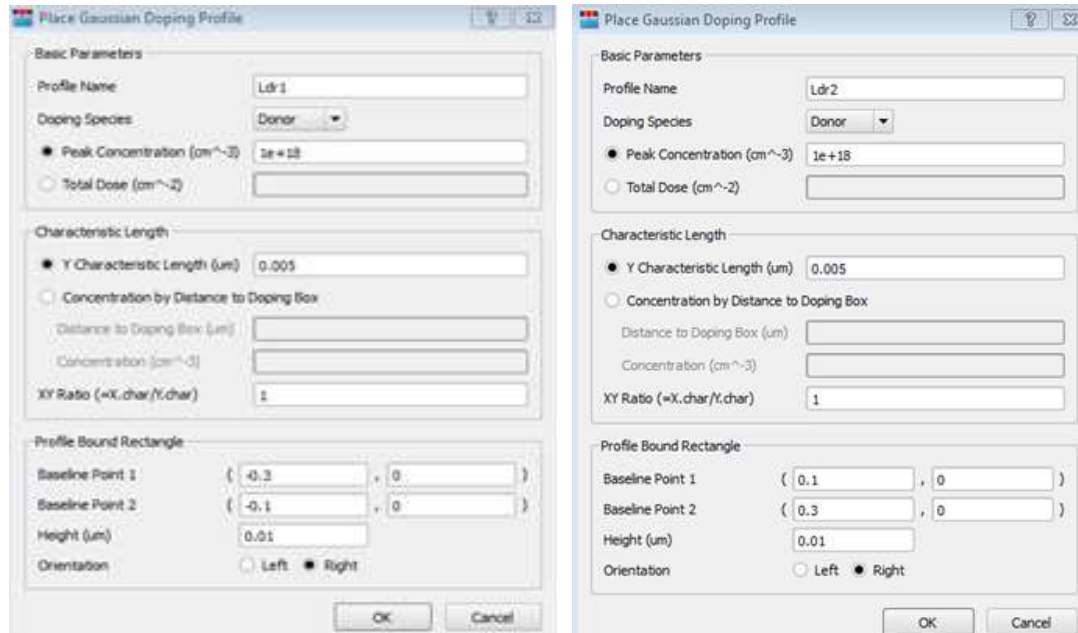 Place Gaussian Doping Profile
Basic Parameters
Profile Name Ldr1
Doping Species Donor
Peak Concentration (cm^-3) 1e+18
Total Dose (cm^-2)
Characteristic Length
Y Characteristic Length (um) 0.005
Concentration by Distance to Doping Box
Distance to Doping Box (um)
Concentration (cm^-3)
XY Ratio (=X.char/Y.char) 1
Profile Bound Rectangle
Baseline Point 1 ( -0.3 , 0 )
Baseline Point 2 ( -0.1 , 0 )
Height (um) 0.01
Orientation Left Right
OK Cancel
Place Gaussian Doping Profile
Basic Parameters
Profile Name Ldr2
Doping Species Donor
Peak Concentration (cm^-3) 1e+18
Total Dose (cm^-2)
Characteristic Length
Y Characteristic Length (um) 0.005
Concentration by Distance to Doping Box
Distance to Doping Box (um)
Concentration (cm^-3)
XY Ratio (=X.char/Y.char) 1
Profile Bound Rectangle
Baseline Point 1 ( 0.1 , 0 )
Baseline Point 2 ( 0.3 , 0 )
Height (um) 0.01
Orientation Left Right
OK Cancel